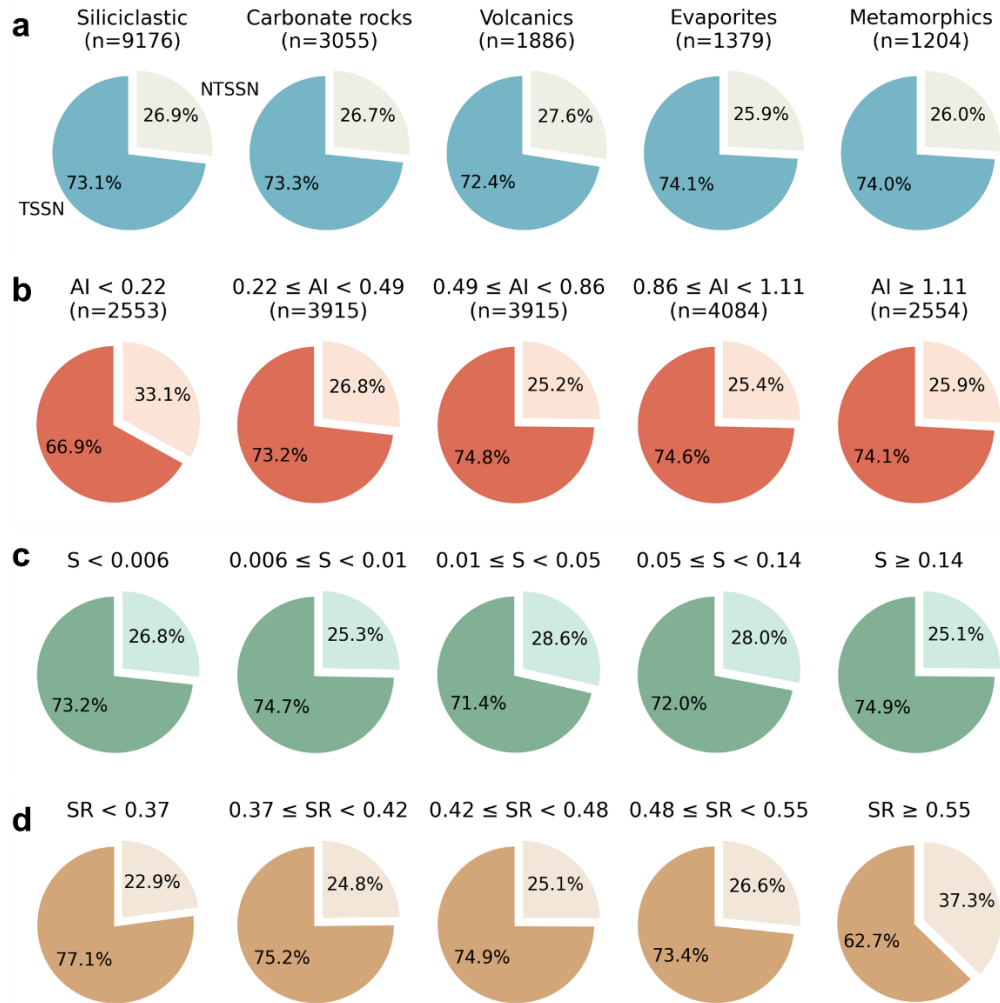 a
Siliciclastic
(n=9176)
Carbonate rocks
(n=3055)
Volcanics
(n=1886)
Evaporites
(n=1379)
Metamorphics
(n=1204)
NTSSN
26.9%
73.1%
TSSN
26.7%
73.3%
27.6%
72.4%
25.9%
74.1%
26.0%
74.0%
b
AI < 0.22
(n=2553)
0.22 ≤ AI < 0.49
(n=3915)
0.49 ≤ AI < 0.86
(n=3915)
0.86 ≤ AI < 1.11
(n=4084)
AI ≥ 1.11
(n=2554)
33.1%
66.9%
26.8%
73.2%
25.2%
74.8%
25.4%
74.6%
25.9%
74.1%
c
S < 0.006
0.006 ≤ S < 0.01
0.01 ≤ S < 0.05
0.05 ≤ S < 0.14
S ≥ 0.14
26.8%
73.2%
25.3%
74.7%
28.6%
71.4%
28.0%
72.0%
25.1%
74.9%
d
SR < 0.37
0.37 ≤ SR < 0.42
0.42 ≤ SR < 0.48
0.48 ≤ SR < 0.55
SR ≥ 0.55
22.9%
77.1%
24.8%
75.2%
25.1%
74.9%
26.6%
73.4%
37.3%
62.7%